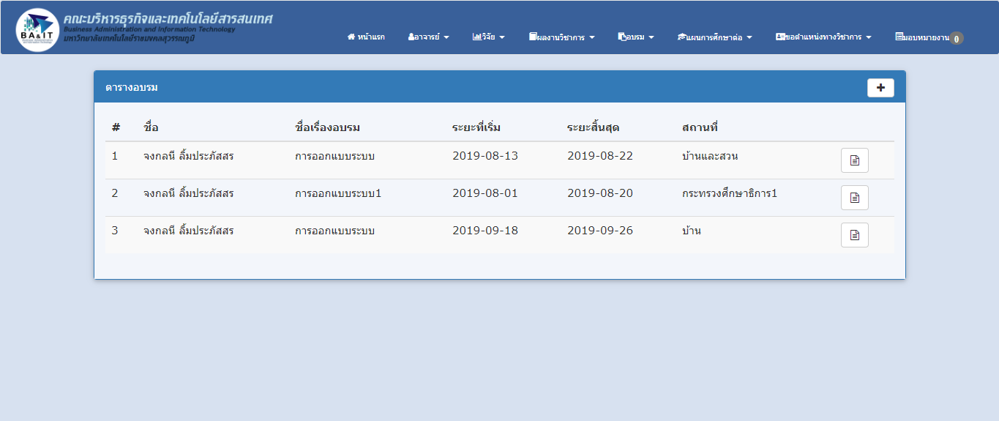 คณะบริหารธุรกิจและเทคโนโลยีสารสนเทศ
Business Administration and Information Technology
มหาวิทยาลัยเทคโนโลยีราชมงคลสุวรรณภูมิ
BA&IT
หน้าแรก อาจารย์ วิจัย ผลงานวิชาการ อบรม แผนการศึกษาต่อ ขอตำแหน่งทางวิชาการ มอบหมายงาน 0
ตารางอบรม
# ชื่อ ชื่อเรื่องอบรม ระยะที่เริ่ม ระยะสิ้นสุด สถานที่
1 จงกลนี ลิ้มประภัสสร การออกแบบระบบ 2019-08-13 2019-08-22 บ้านและสวน
2 จงกลนี ลิ้มประภัสสร การออกแบบระบบ1 2019-08-01 2019-08-20 กระทรวงศึกษาธิการ1
3 จงกลนี ลิ้มประภัสสร การออกแบบระบบ 2019-09-18 2019-09-26 บ้าน